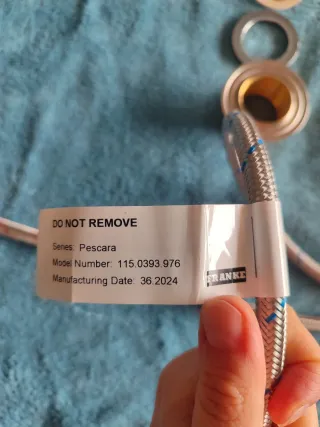 DO NOT REMOVE
Series: Pescara
Model Number: 115.0393.976
Manufacturing Date: 36.2024
FRANKE